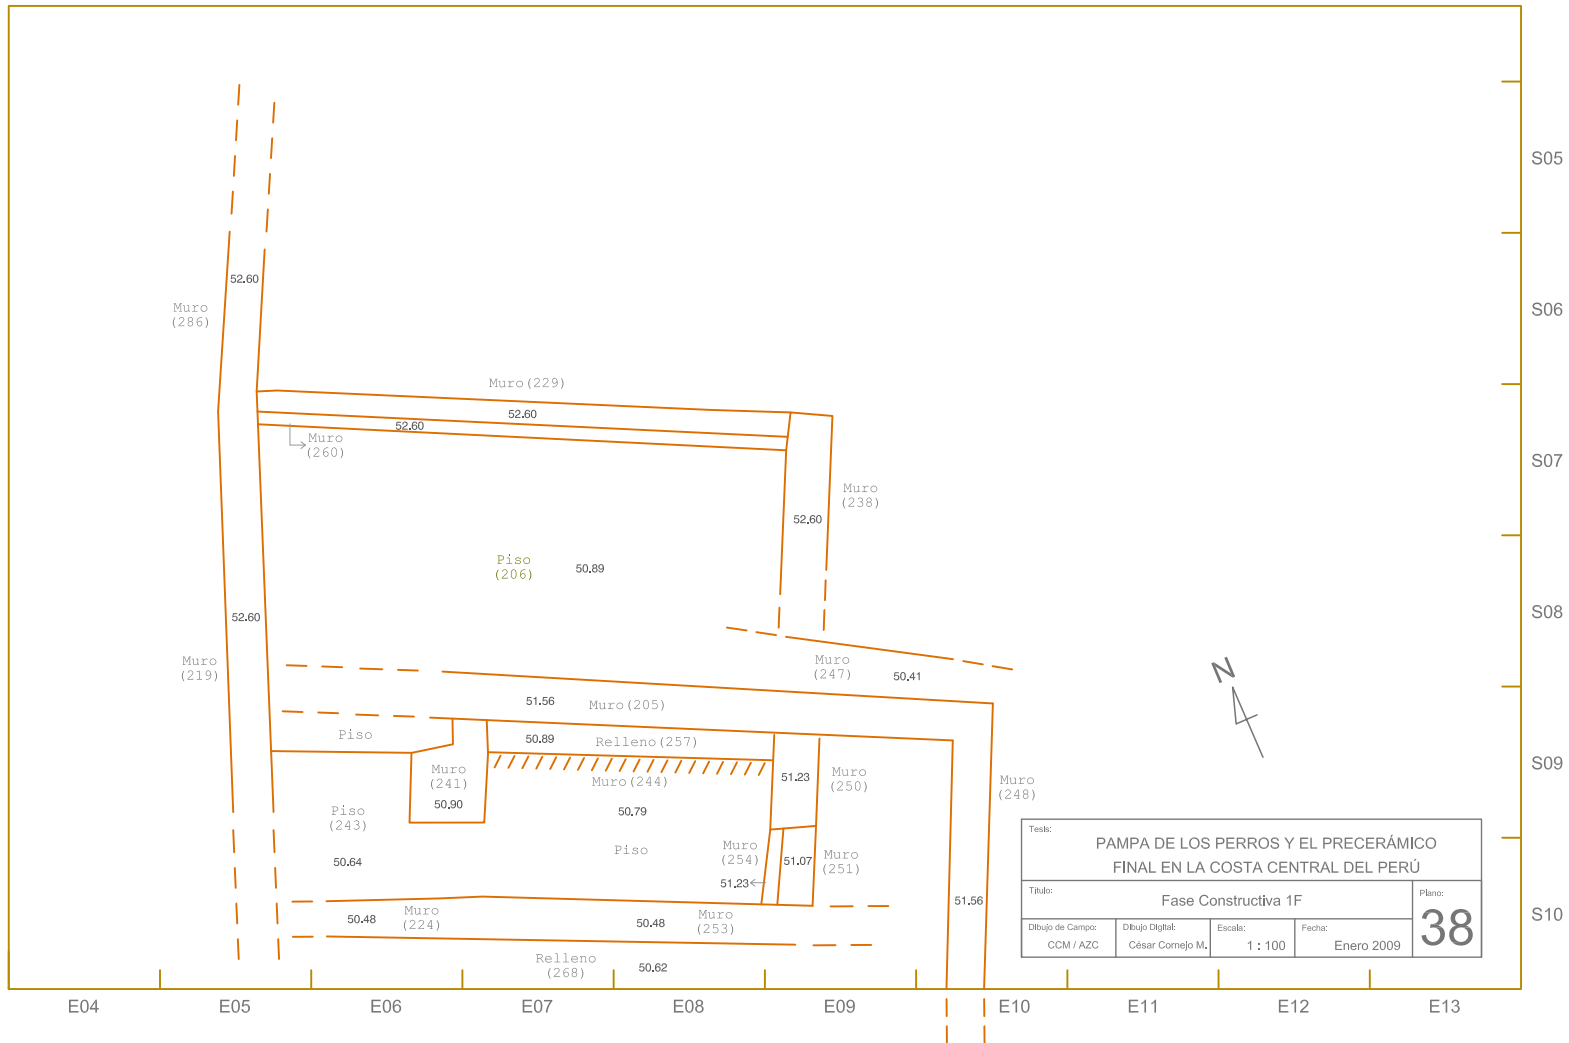 S05
52.60
Muro
(286)
S06
Muro(229)
52.60
52.60
Muro
(260)
S07
Muro
(238)
52.60
Piso
(206)
50.89
S08
52.60
Muro
(219)
Muro
(247)
50.41
N
51.56
Muro(205)
Piso
50.89
Relleno(257)
S09
Muro
(241)
50.90
Muro(244)
51.23
Muro
(250)
Muro
(248)
Piso
(243)
50.79
Piso
50.64
Muro
(254)
51.07
Muro
(251)
51.23
51.56
50.48
Muro
(224)
50.48
Muro
(253)
S10
Relleno
(268)
50.62
Tesis:
PAMPA DE LOS PERROS Y EL PRECERÁMICO
FINAL EN LA COSTA CENTRAL DEL PERÚ
Título:
Fase Constructiva 1F
Plano:
38
Dibujo de Campo:
CCM / AZC
Dibujo Digital:
César Cornejo M.
Escala:
1 : 100
Fecha:
Enero 2009
E04 E05 E06 E07 E08 E09 E10 E11 E12 E13